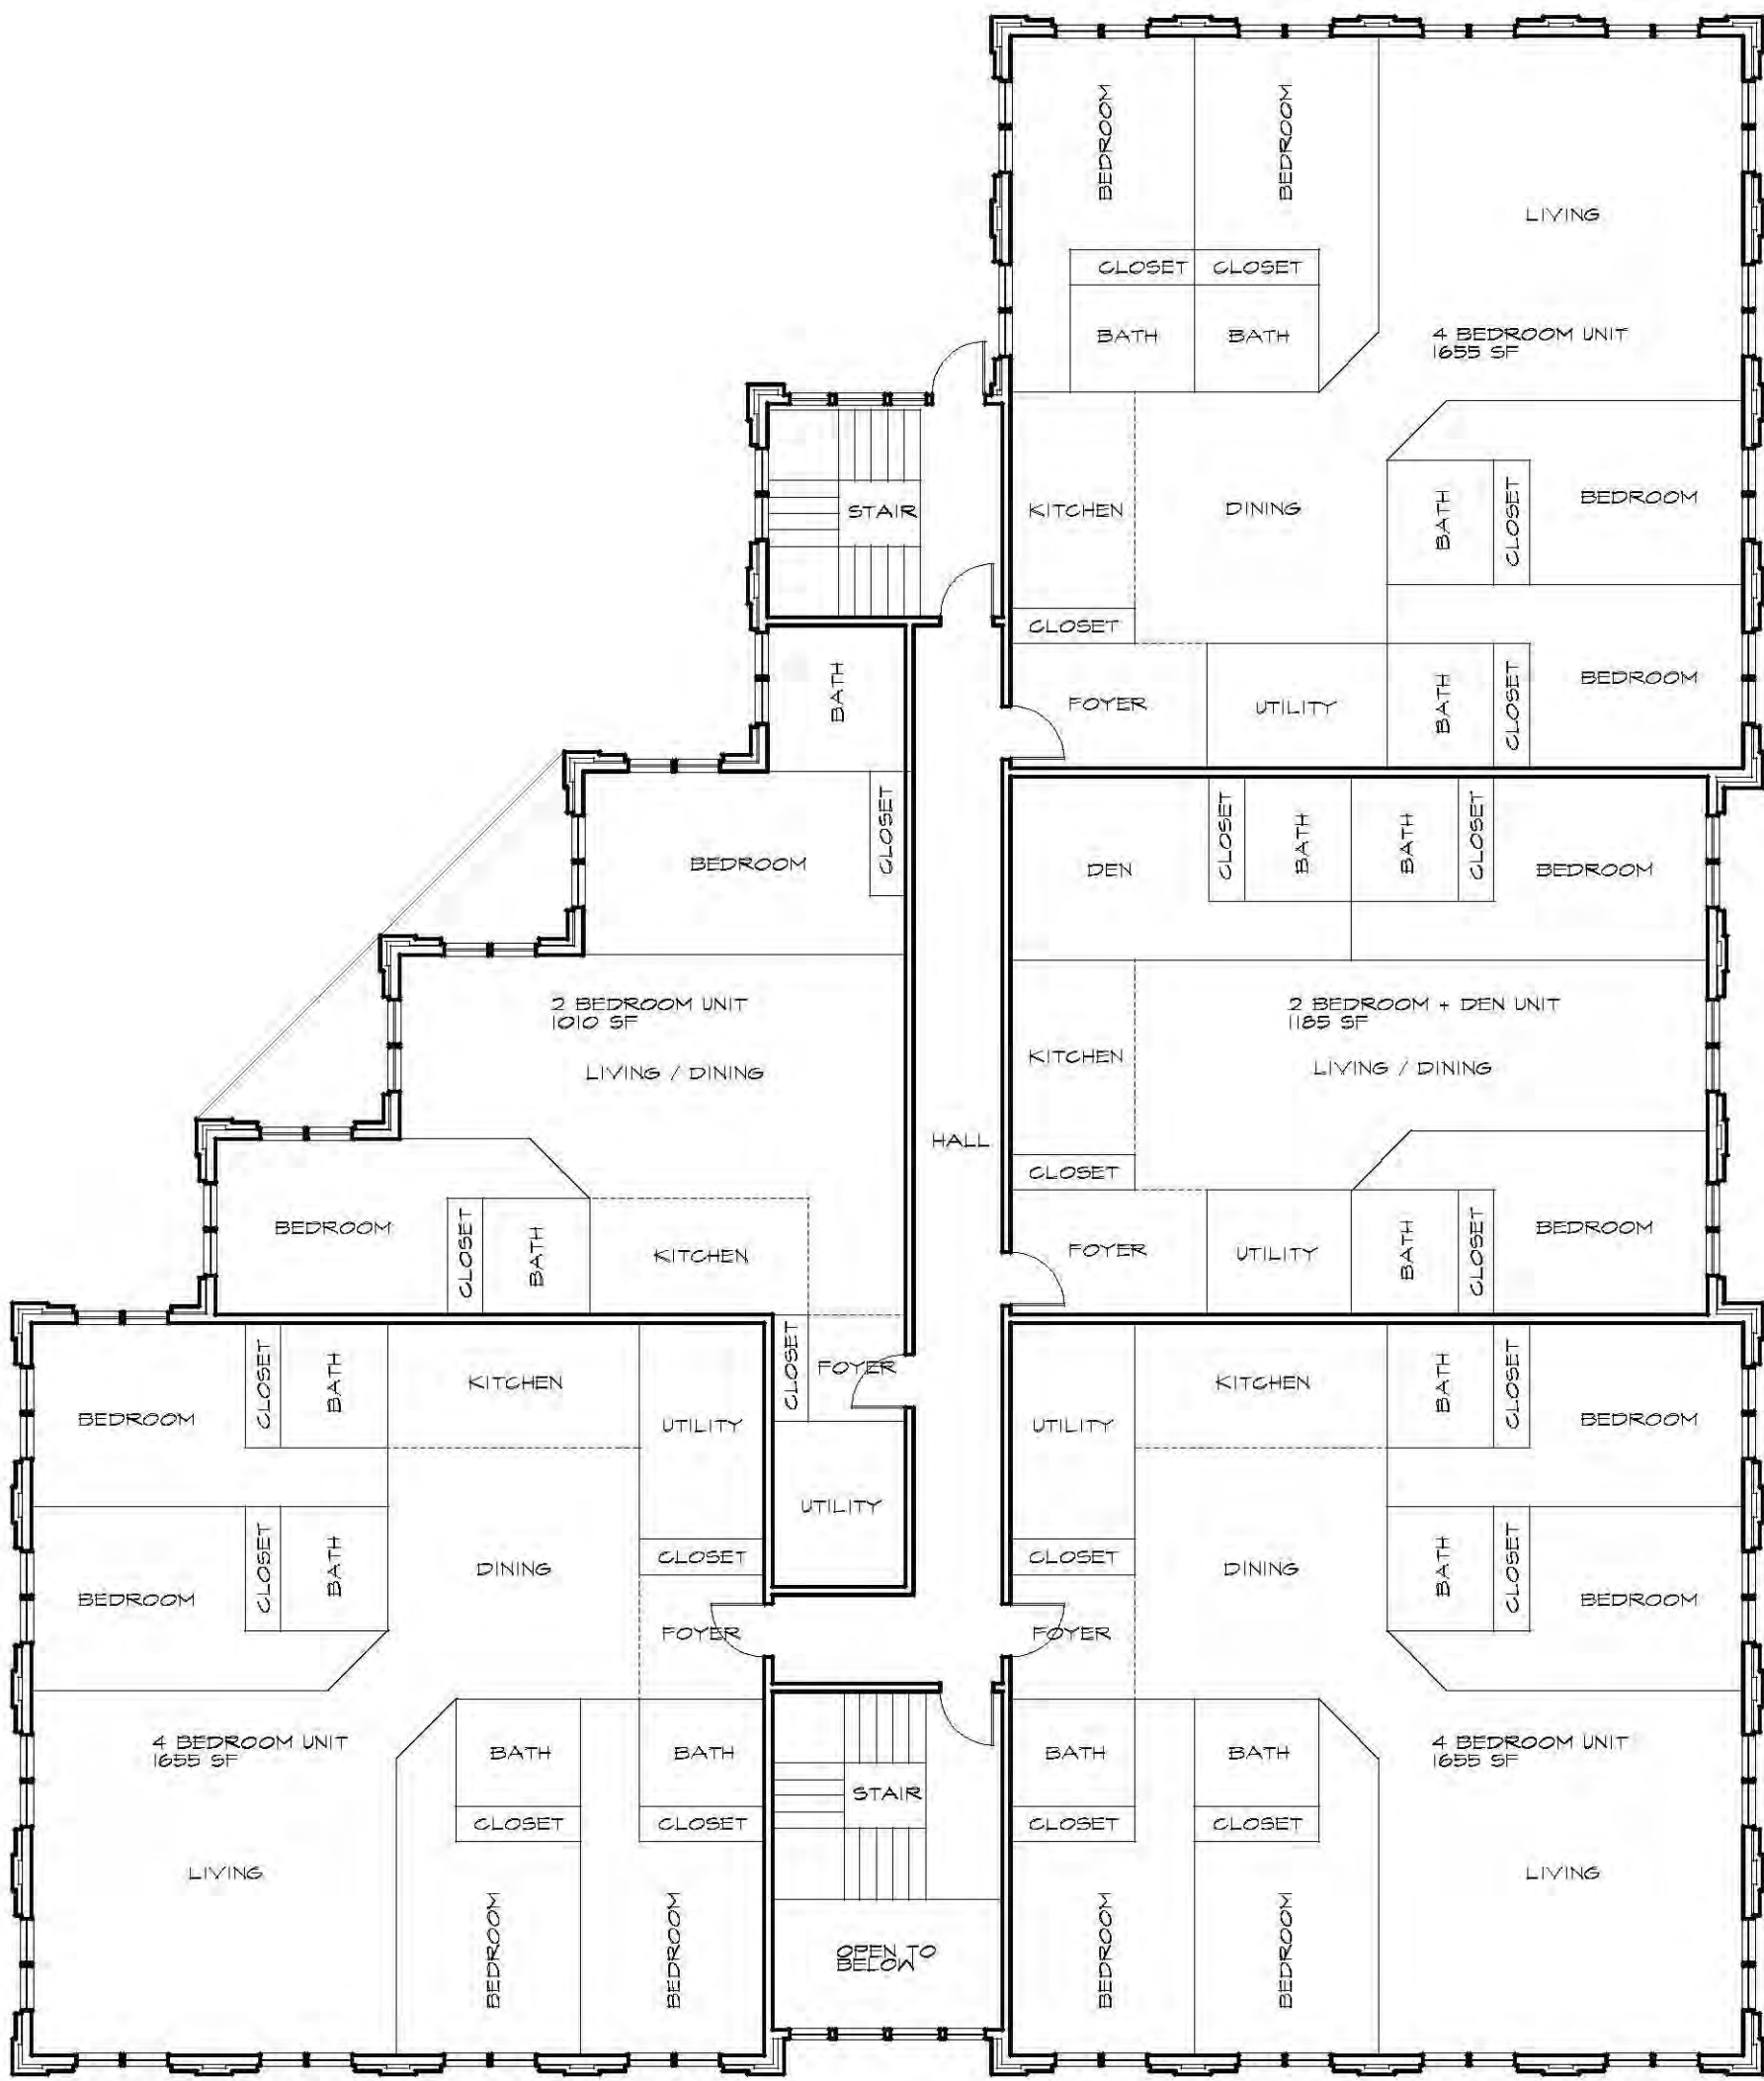 BEDROOM
BEDROOM
LIVING
CLOSET
CLOSET
BATH
BATH
4 BEDROOM UNIT
1655 SF
STAIR
KITCHEN
DINING
BATH
CLOSET
BEDROOM
CLOSET
BATH
FOYER
UTILITY
BATH
CLOSET
BEDROOM
BEDROOM
CLOSET
DEN
CLOSET
BATH
BATH
CLOSET
BEDROOM
2 BEDROOM UNIT
1010 SF
LIVING / DINING
2 BEDROOM + DEN UNIT
1185 SF
KITCHEN
LIVING / DINING
HALL
CLOSET
BEDROOM
CLOSET
BATH
KITCHEN
FOYER
UTILITY
BATH
CLOSET
BEDROOM
CLOSET
FOYER
UTILITY
BEDROOM
CLOSET
BATH
KITCHEN
UTILITY
BEDROOM
CLOSET
BATH
DINING
CLOSET
FOYER
4 BEDROOM UNIT
1655 SF
BATH
BATH
CLOSET
CLOSET
LIVING
BEDROOM
BEDROOM
STAIR
OPEN TO
BELOW
UTILITY
KITCHEN
BATH
CLOSET
BEDROOM
CLOSET
DINING
BATH
CLOSET
BEDROOM
FOYER
BATH
BATH
4 BEDROOM UNIT
1655 SF
CLOSET
CLOSET
LIVING
BEDROOM
BEDROOM